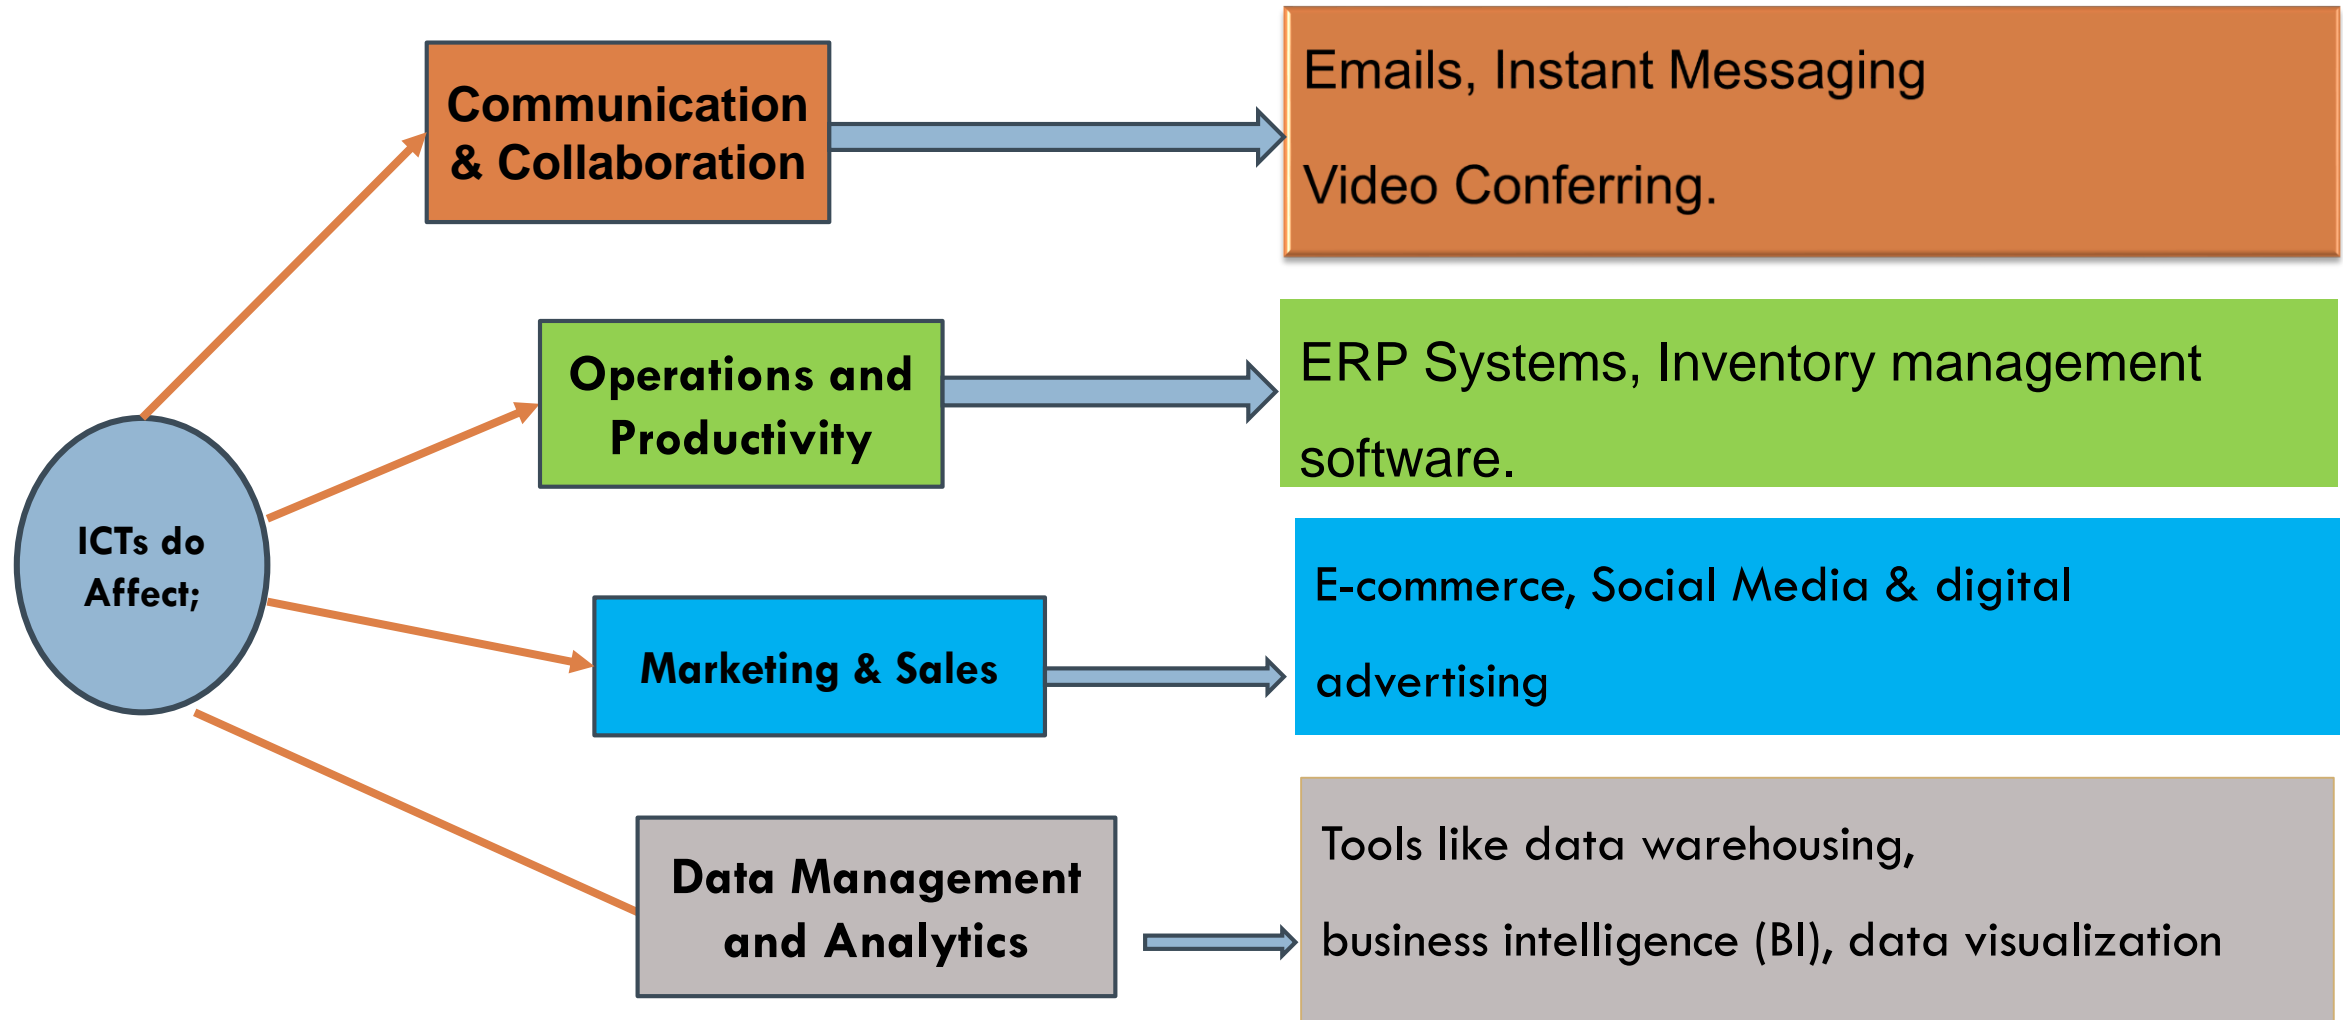 Communication
& Collaboration
Emails, Instant Messaging
Video Conferring.
Operations and
Productivity
ERP Systems, Inventory management
software.
ICTs do
Affect;
Marketing & Sales
E-commerce, Social Media & digital
advertising
Data Management
and Analytics
Tools like data warehousing,
business intelligence (BI), data visualization